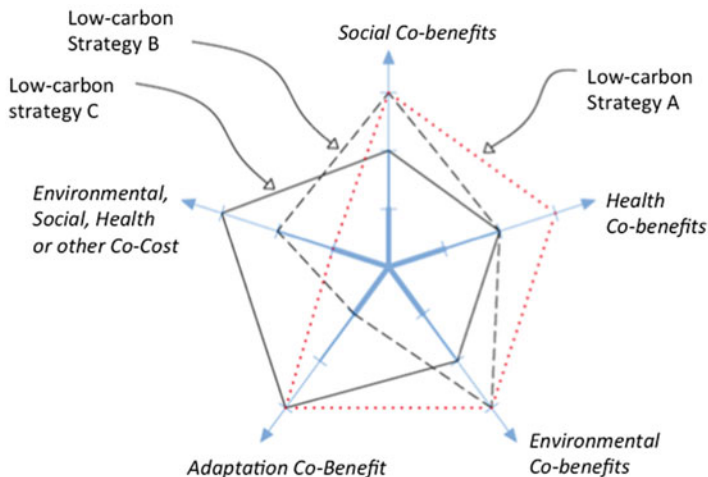 Low-carbon
Strategy B
Social Co-benefits
Low-carbon
Strategy A
Low-carbon
strategy C
Environmental,
Social, Health
or other Co-Cost
Health
Co-benefits
Adaptation Co-Benefit
Environmental
Co-benefits